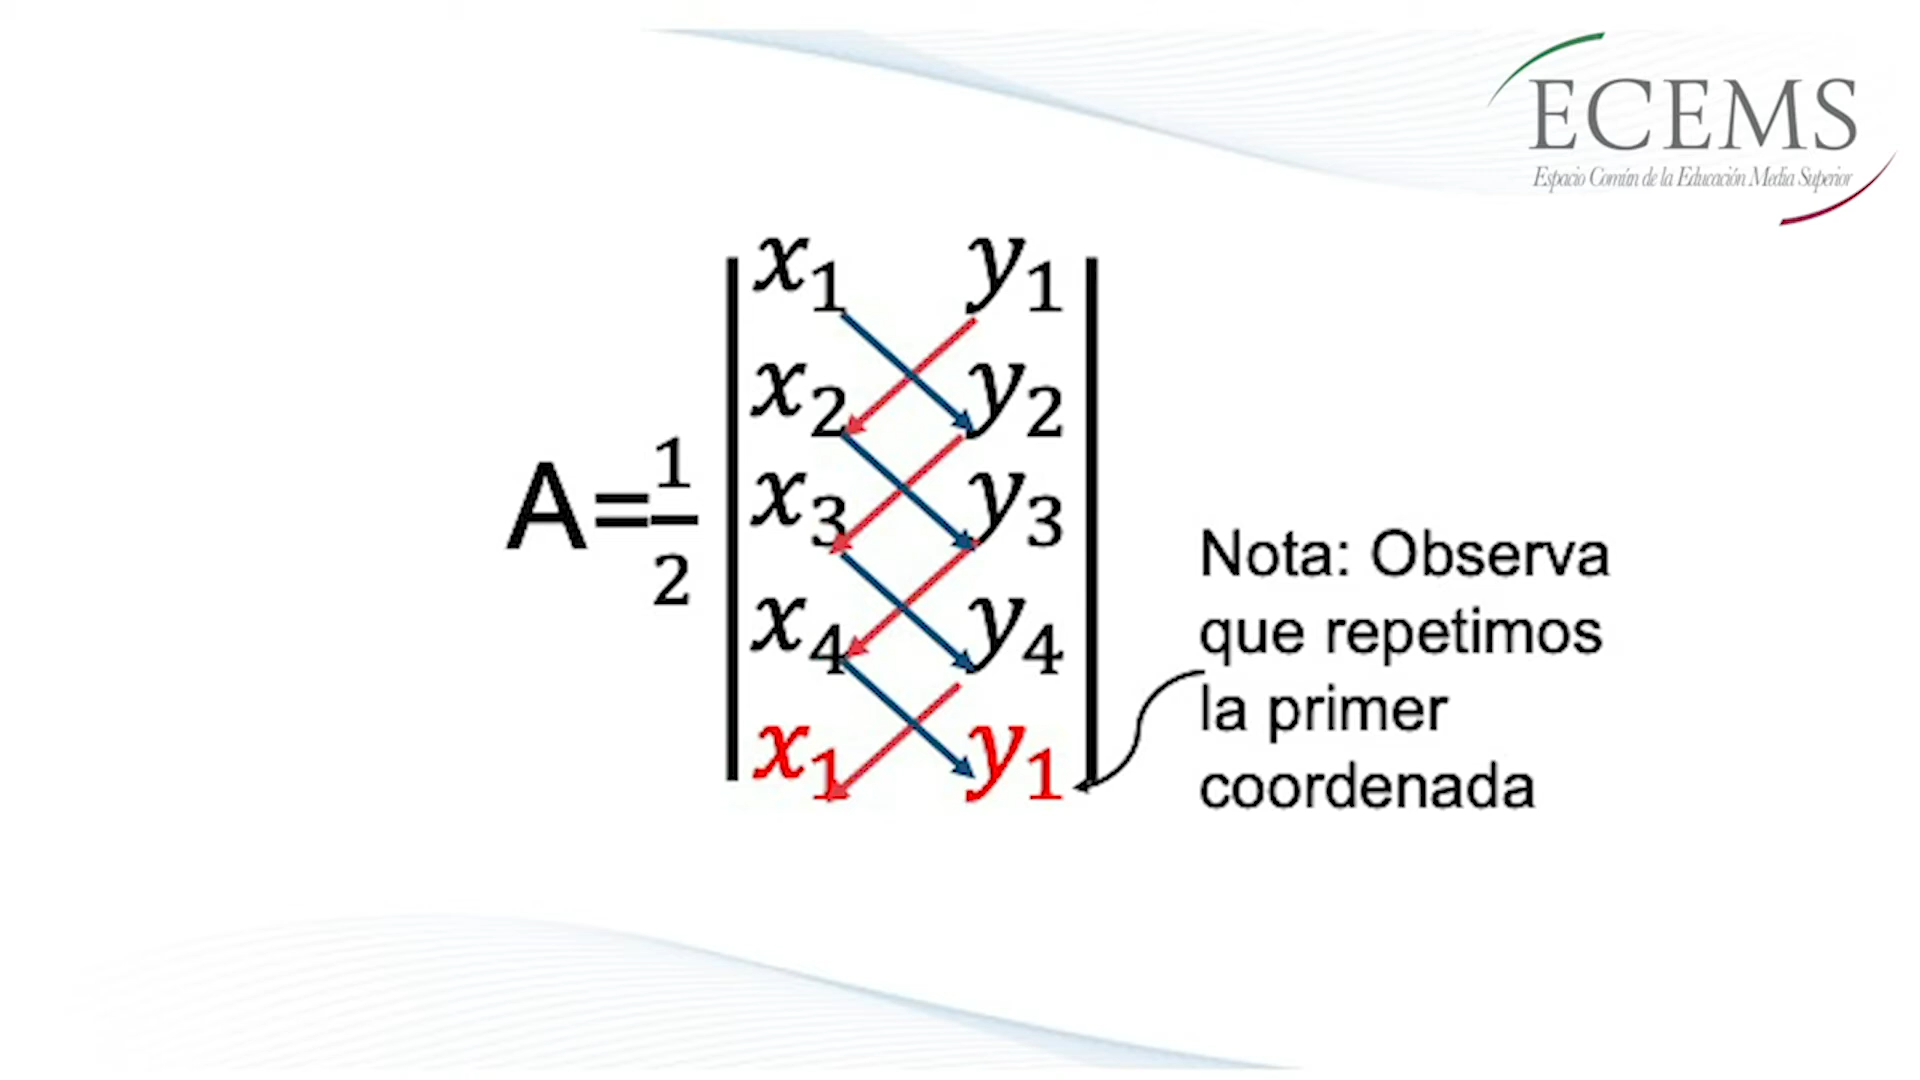 ECEMS
Espacio Común de la Educación Media Superior
x₁ y₁
x₂ y₂
A=½
x₃ y₃
x₄ y₄
x₁ y₁
Nota: Observa
que repetimos
la primer
coordenada